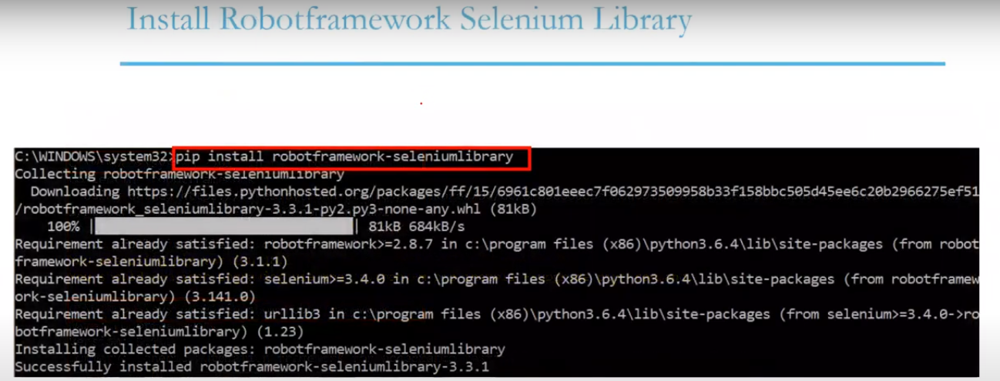 Install Robotframework Selenium Library
C:\WINDOWS\system32>pip install robotframework-seleniumlibrary
Collecting robotframework-seleniumlibrary
  Downloading https://files.pythonhosted.org/packages/ff/15/6961c801eeec7f062973509958b33f158bbc505d45ee6c20b2966275ef51
/robotframework_seleniumlibrary-3.3.1-py2.py3-none-any.whl (81kB)
    100% |████████████████████████████████| 81kB 684kB/s
Requirement already satisfied: robotframework>=2.8.7 in c:\program files (x86)\python3.6.4\lib\site-packages (from robot
framework-seleniumlibrary) (3.1.1)
Requirement already satisfied: selenium>=3.4.0 in c:\program files (x86)\python3.6.4\lib\site-packages (from robotframew
ork-seleniumlibrary) (3.141.0)
Requirement already satisfied: urllib3 in c:\program files (x86)\python3.6.4\lib\site-packages (from selenium>=3.4.0->ro
botframework-seleniumlibrary) (1.23)
Installing collected packages: robotframework-seleniumlibrary
Successfully installed robotframework-seleniumlibrary-3.3.1